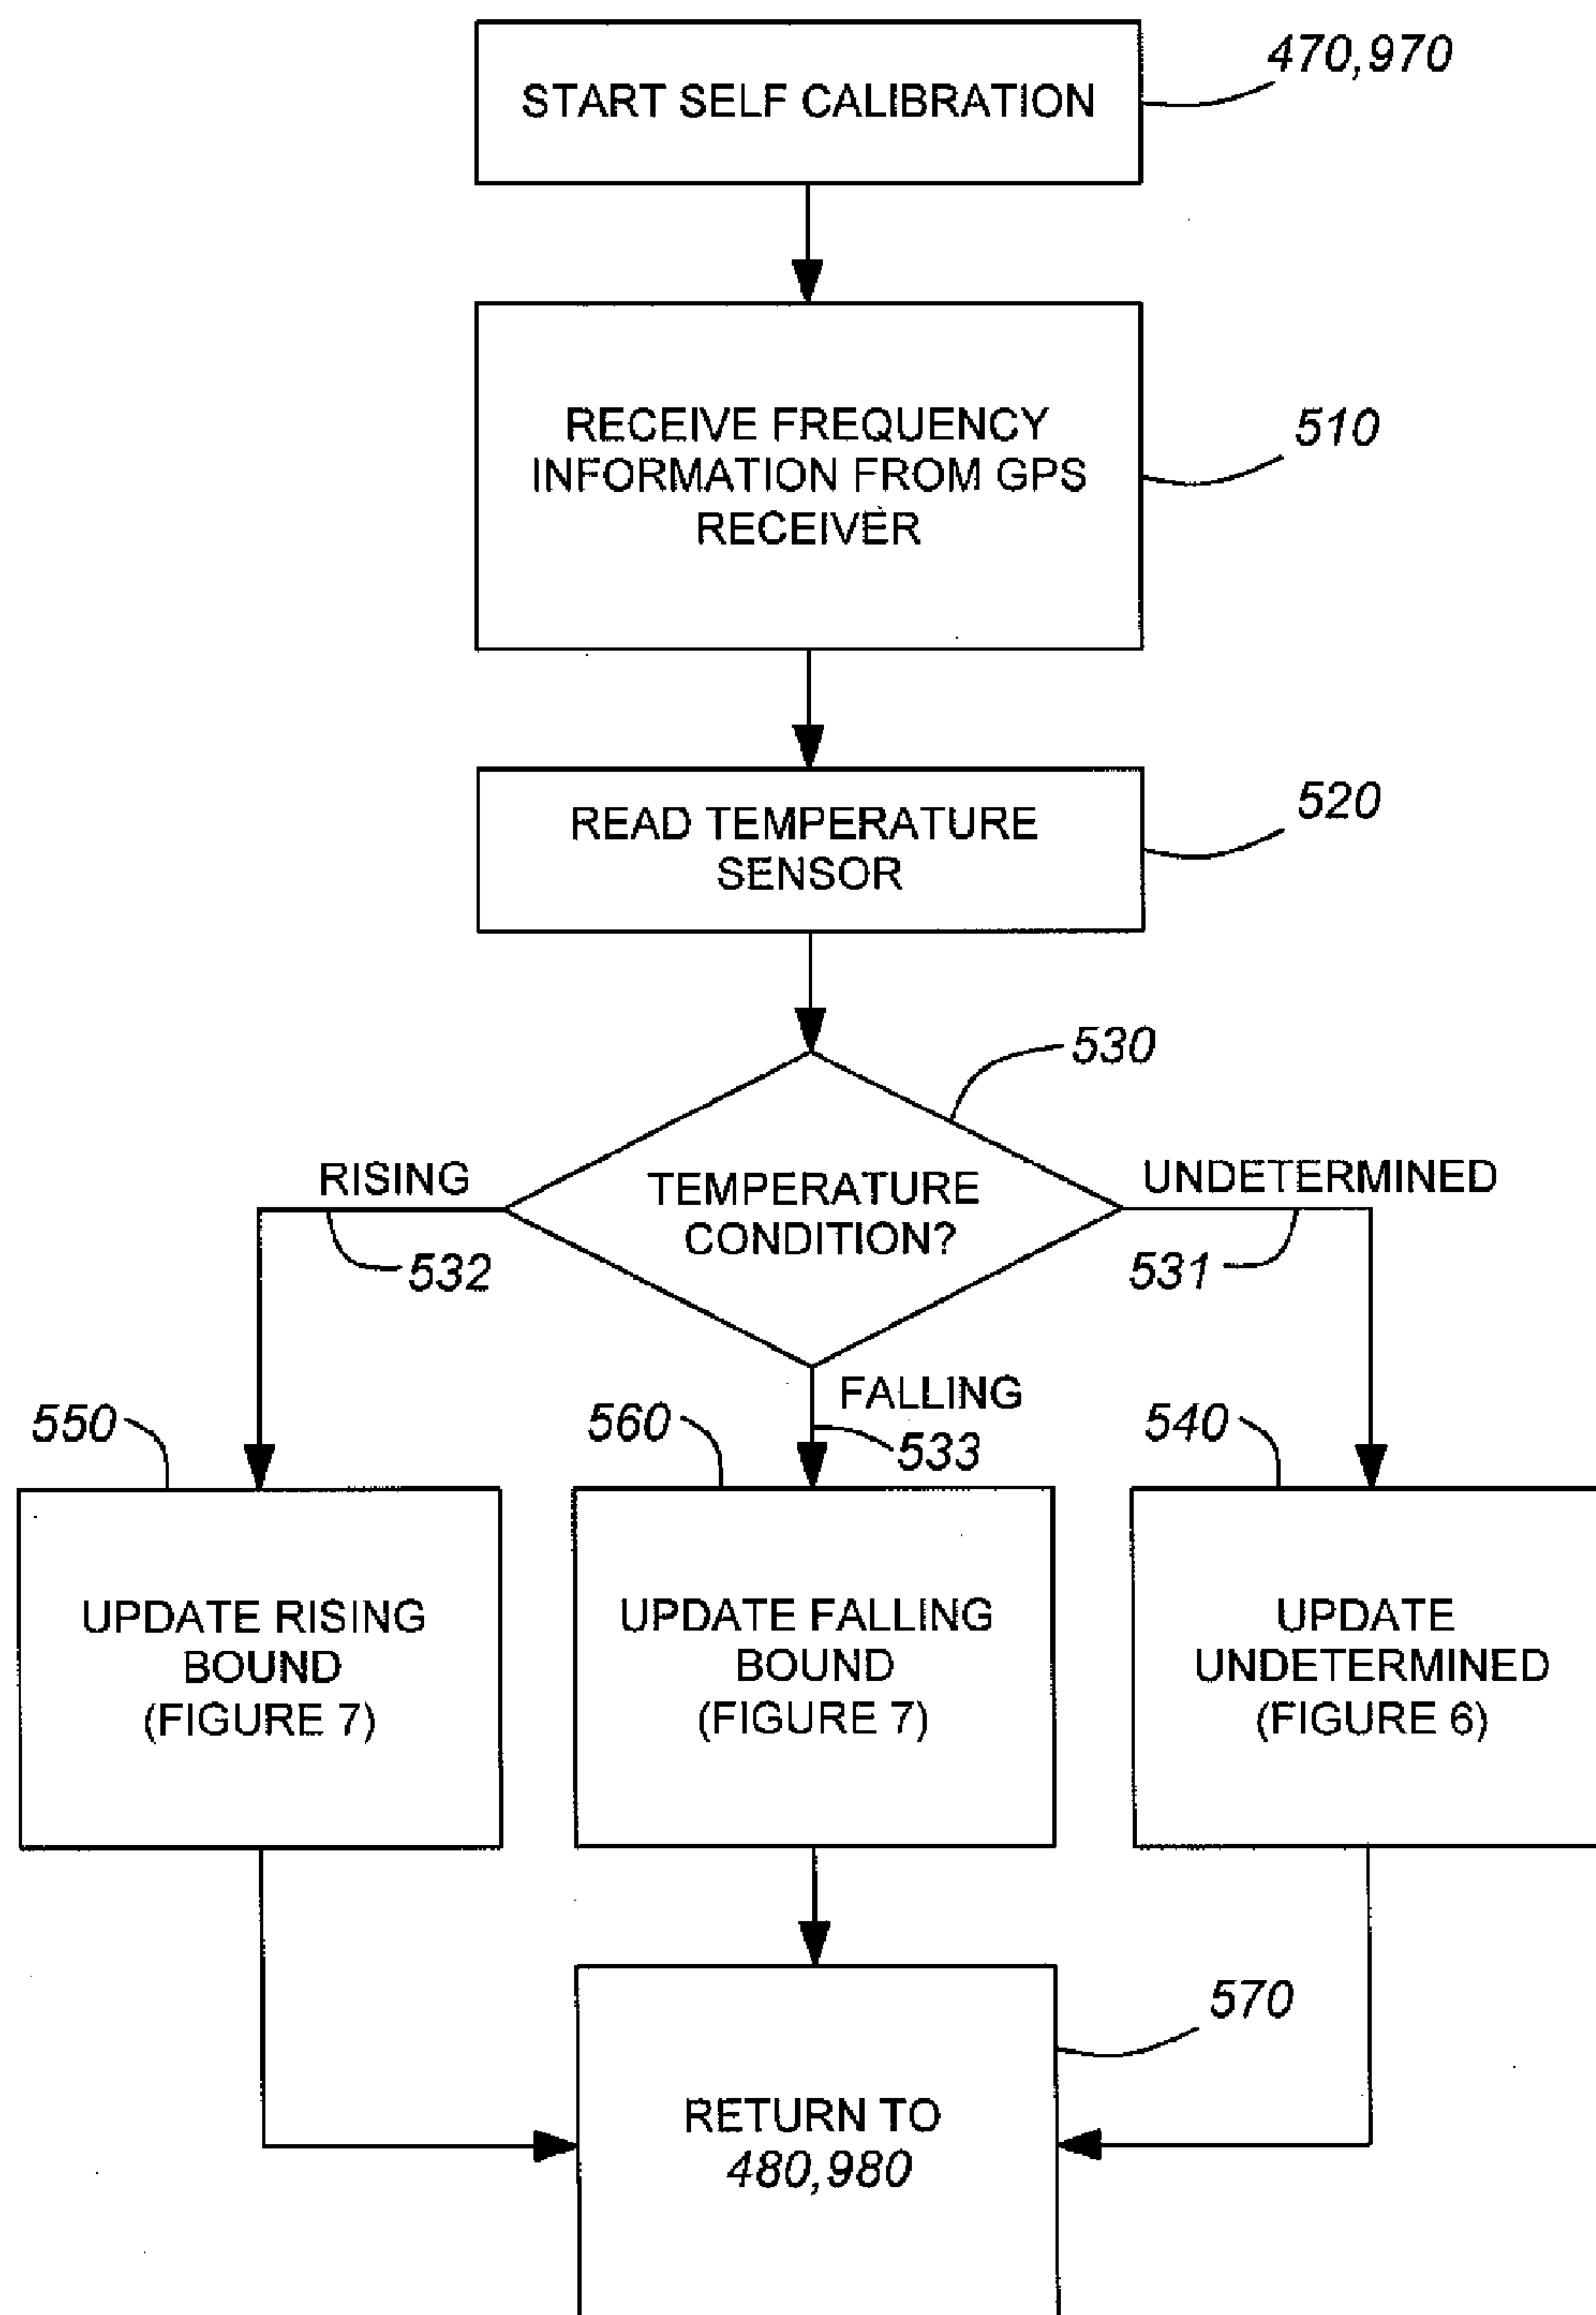 START SELF CALIBRATION
470,970
RECEIVE FREQUENCY
INFORMATION FROM GPS
RECEIVER
510
READ TEMPERATURE
SENSOR
520
530
TEMPERATURE
CONDITION?
RISING
532
UNDETERMINED
531
FALLING
533
550
560
540
UPDATE RISING
BOUND
(FIGURE 7)
UPDATE FALLING
BOUND
(FIGURE 7)
UPDATE
UNDETERMINED
(FIGURE 6)
570
RETURN TO
480,980